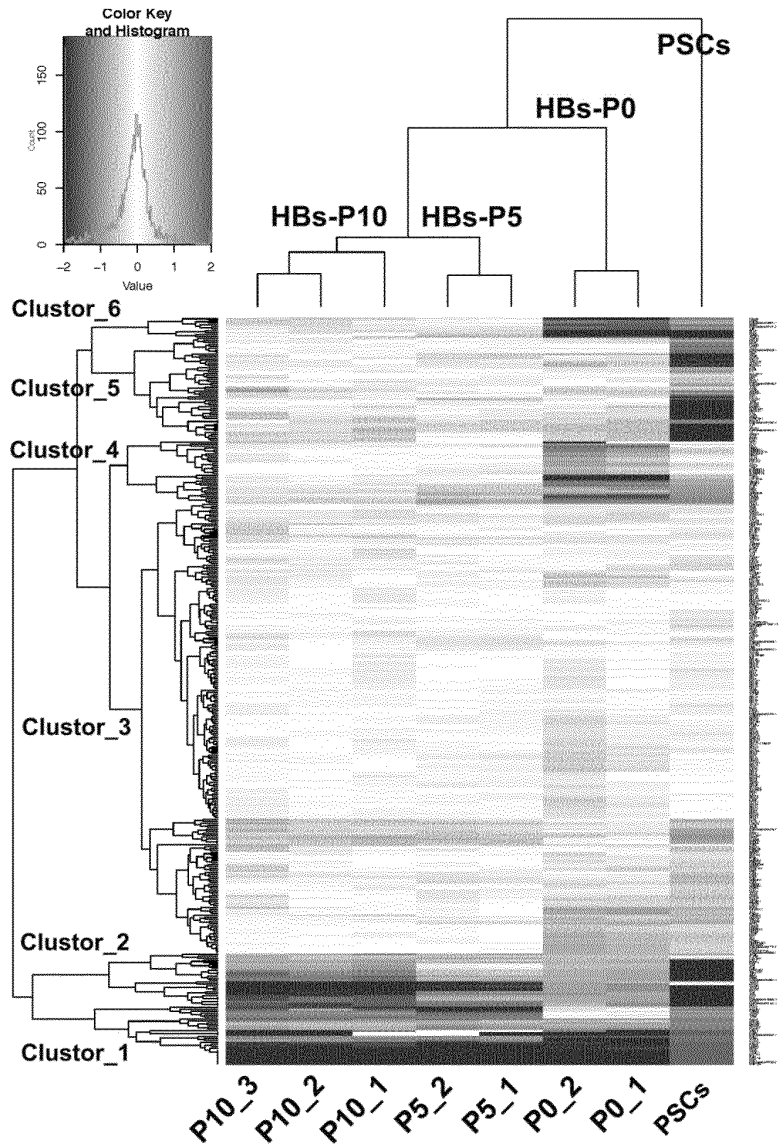 Color Key
and Histogram
Count
150
100
50
0
-2 -1 0 1 2
Value
PSCs
HBs-P0
HBs-P10
HBs-P5
Clustor_6
Clustor_5
Clustor_4
Clustor_3
Clustor_2
Clustor_1
P10_3
P10_2
P10_1
P5_2
P5_1
P0_2
P0_1
PSCs